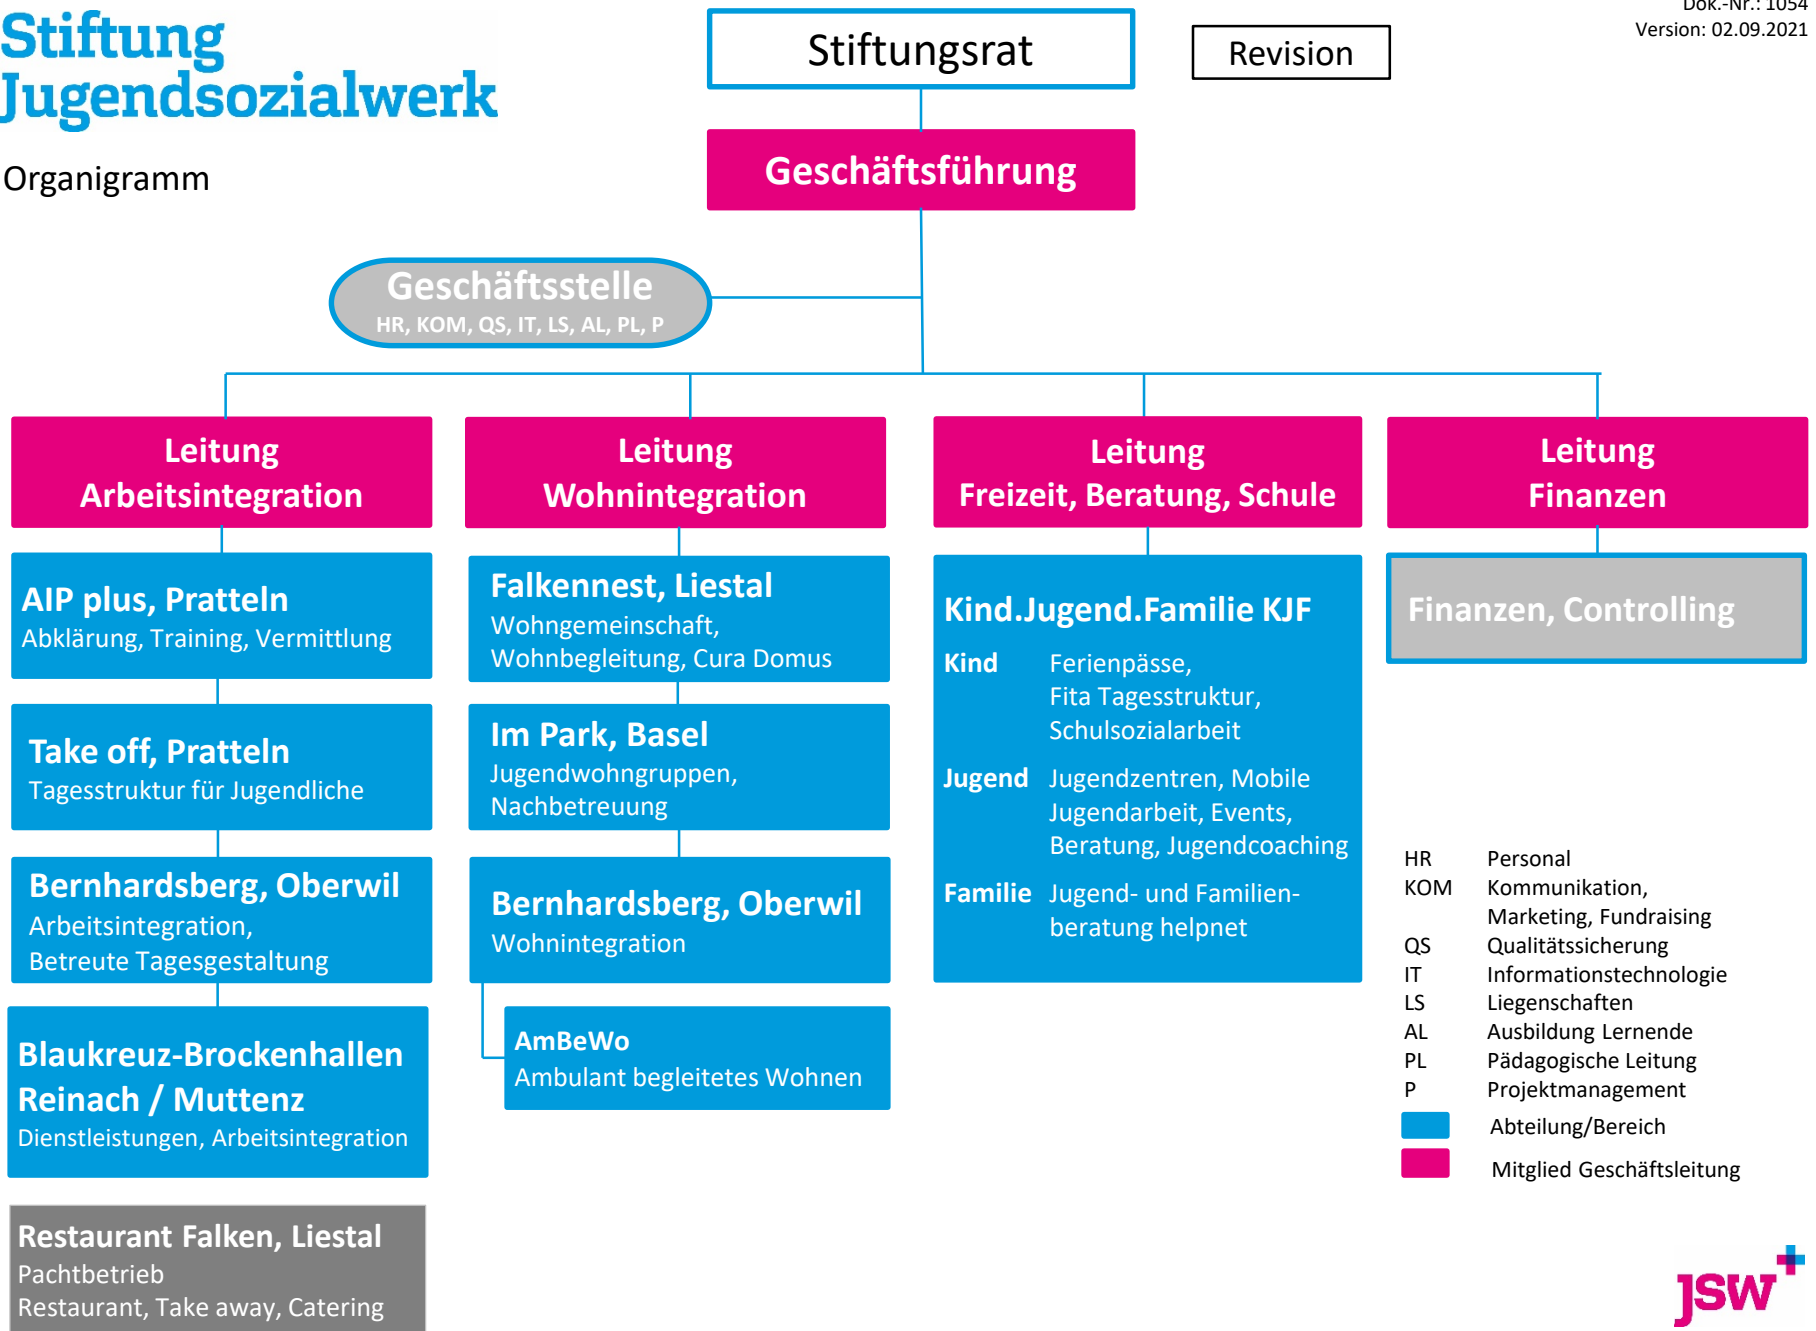 Stiftung
Jugendsozialwerk
Organigramm
Dok.-Nr.: 1054
Version: 02.09.2021
Stiftungsrat
Revision
Geschäftsführung
Geschäftsstelle
HR, KOM, QS, IT, LS, AL, PL, P
Leitung
Arbeitsintegration
AIP plus, Pratteln
Abklärung, Training, Vermittlung
Take off, Pratteln
Tagesstruktur für Jugendliche
Bernhardsberg, Oberwil
Arbeitsintegration,
Betreute Tagesgestaltung
Blaukreuz-Brockenhallen
Reinach / Muttenz
Dienstleistungen, Arbeitsintegration
Restaurant Falken, Liestal
Pachtbetrieb
Restaurant, Take away, Catering
Leitung
Wohnintegration
Falkennest, Liestal
Wohngemeinschaft,
Wohnbegleitung, Cura Domus
Im Park, Basel
Jugendwohngruppen,
Nachbetreuung
Bernhardsberg, Oberwil
Wohnintegration
AmBeWo
Ambulant begleitetes Wohnen
Leitung
Freizeit, Beratung, Schule
Kind.Jugend.Familie KJF
Kind Ferienpässe,
Fita Tagesstruktur,
Schulsozialarbeit
Jugend Jugendzentren, Mobile
Jugendarbeit, Events,
Beratung, Jugendcoaching
Familie Jugend- und Familien-
beratung helpnet
Leitung
Finanzen
Finanzen, Controlling
HR Personal
KOM Kommunikation,
Marketing, Fundraising
QS Qualitätssicherung
IT Informationstechnologie
LS Liegenschaften
AL Ausbildung Lernende
PL Pädagogische Leitung
P Projektmanagement
Abteilung/Bereich
Mitglied Geschäftsleitung
JSW